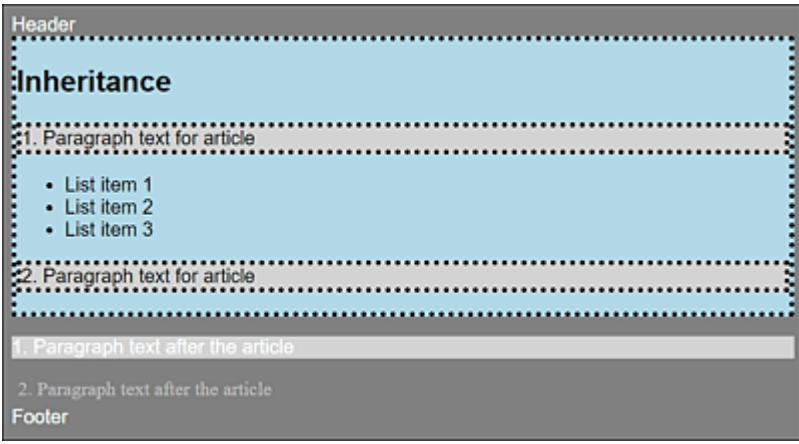 Header
Inheritance
1. Paragraph text for article
• List item 1
• List item 2
• List item 3
2. Paragraph text for article
1. Paragraph text after the article
2. Paragraph text after the article
Footer